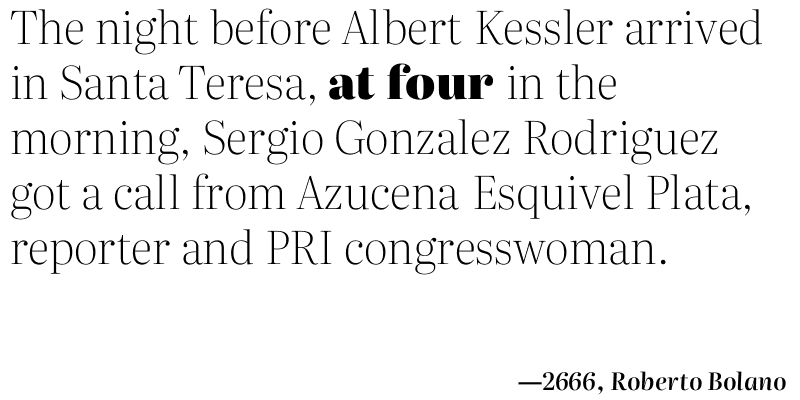 The night before Albert Kessler arrived
in Santa Teresa, at four in the
morning, Sergio Gonzalez Rodriguez
got a call from Azucena Esquivel Plata,
reporter and PRI congresswoman.
—2666, Roberto Bolano